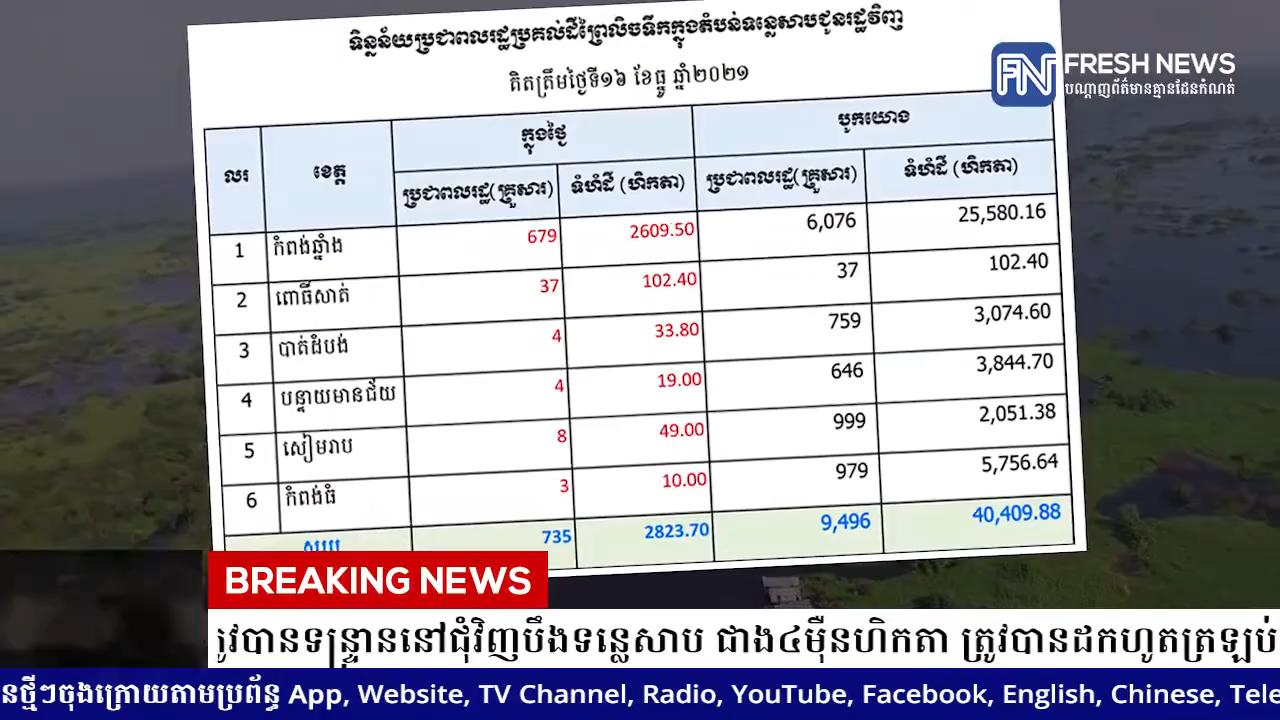 ទិន្នន័យប្រជាពលរដ្ឋប្រគល់ដីព្រៃលិចទឹកក្នុងតំបន់ទន្លេសាបជូនរដ្ឋវិញ
គិតត្រឹមថ្ងៃទី១៦ ខែធ្នូ ឆ្នាំ២០២១
FRESH NEWS
បណ្ដាញព័ត៌មានគ្មានដែនកំណត់
លរ ខេត្ត ក្នុងថ្ងៃ បូកយោង
ប្រជាពលរដ្ឋ(គ្រួសារ) ទំហំដី (ហិកតា) ប្រជាពលរដ្ឋ(គ្រួសារ) ទំហំដី (ហិកតា)
1 កំពង់ឆ្នាំង 679 2609.50 6,076 25,580.16
2 ពោធិ៍សាត់ 37 102.40 37 102.40
3 បាត់ដំបង 4 33.80 759 3,074.60
4 បន្ទាយមានជ័យ 4 19.00 646 3,844.70
5 សៀមរាប 8 49.00 999 2,051.38
6 កំពង់ធំ 3 10.00 979 5,756.64
សរុប 735 2823.70 9,496 40,409.88
BREAKING NEWS
ត្រូវបានទន្ទ្រាននៅជុំវិញបឹងទន្លេសាប ជាង៤ម៉ឺនហិកតា ត្រូវបានដកហូតត្រឡប់
នថ្មីៗចុងក្រោយតាមប្រព័ន្ធ App, Website, TV Channel, Radio, YouTube, Facebook, English, Chinese, Tele